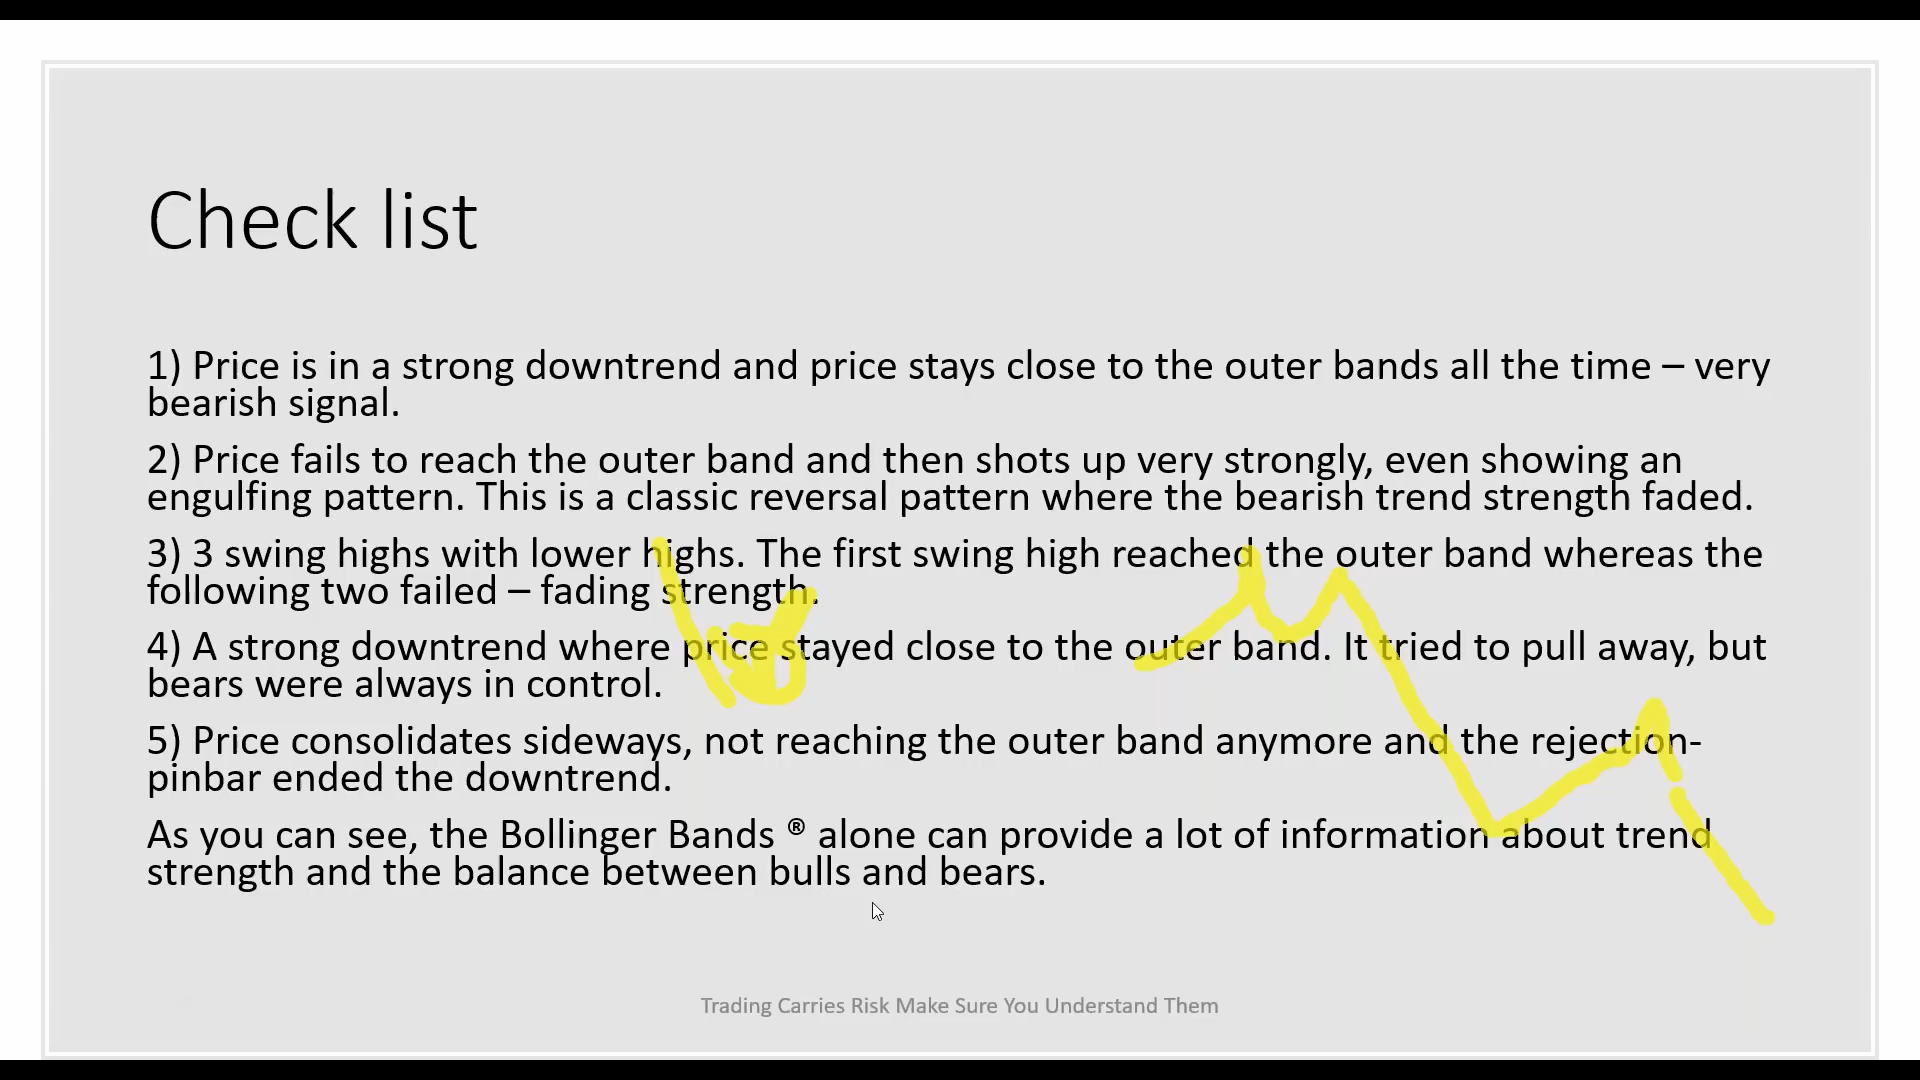 Check list
1) Price is in a strong downtrend and price stays close to the outer bands all the time – very
bearish signal.
2) Price fails to reach the outer band and then shots up very strongly, even showing an
engulfing pattern. This is a classic reversal pattern where the bearish trend strength faded.
3) 3 swing highs with lower highs. The first swing high reached the outer band whereas the
following two failed – fading strength.
4) A strong downtrend where price stayed close to the outer band. It tried to pull away, but
bears were always in control.
5) Price consolidates sideways, not reaching the outer band anymore and the rejection-
pinbar ended the downtrend.
As you can see, the Bollinger Bands ® alone can provide a lot of information about trend
strength and the balance between bulls and bears.
Trading Carries Risk Make Sure You Understand Them